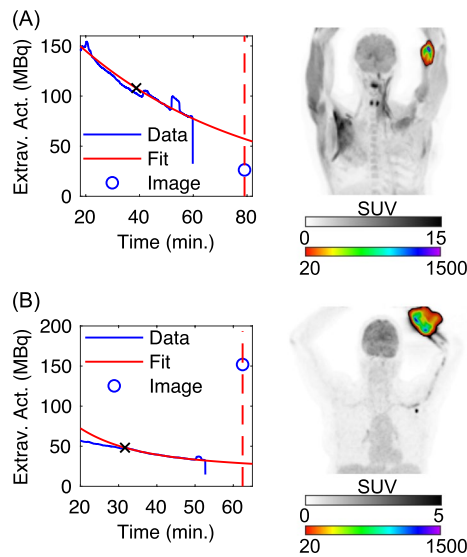 (A)
Extrav. Act. (MBq)
150
100
50
0
Data
Fit
Image
20
40
60
80
Time (min.)
SUV
0
15
20
1500
(B)
Extrav. Act. (MBq)
200
150
100
50
0
Data
Fit
Image
20
30
40
50
60
Time (min.)
SUV
0
5
20
1500